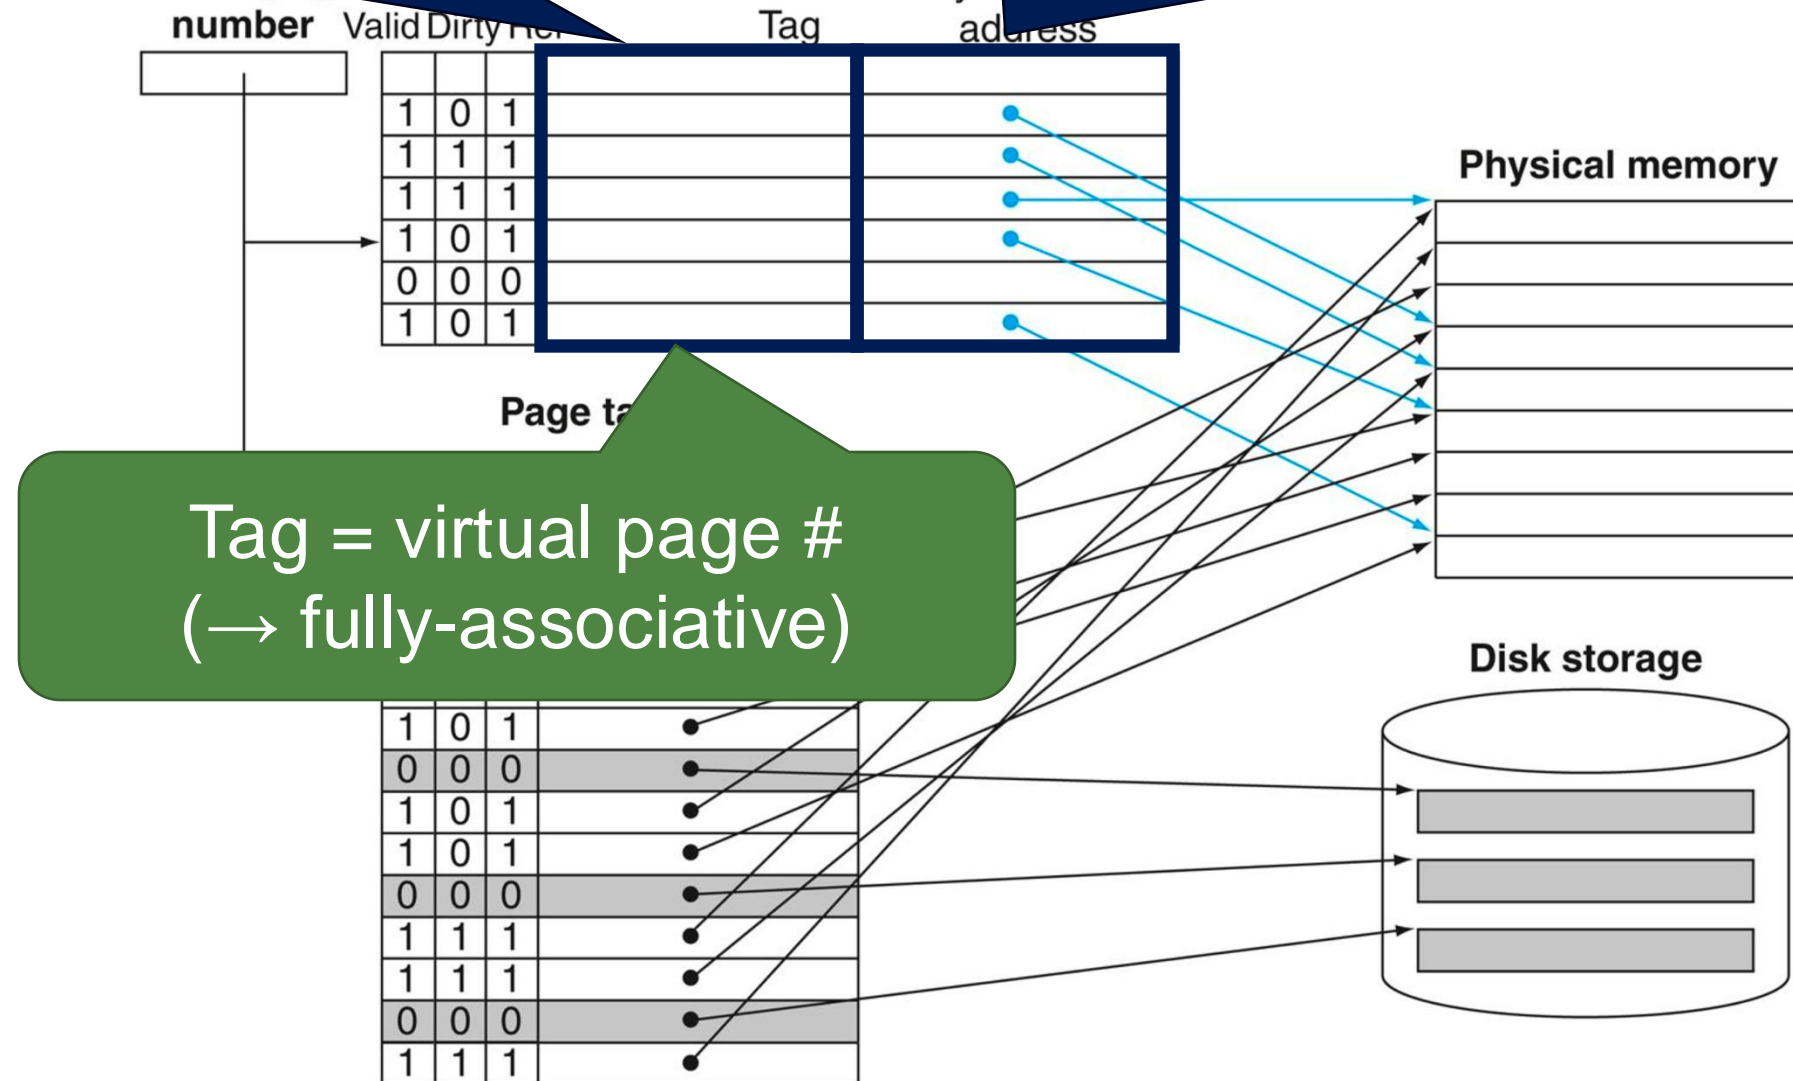 number Valid Dirty Tag address
1 0 1
1 1 1
1 1 1
1 0 1
0 0 0
1 0 1
Physical memory
Page
Tag = virtual page #
(→ fully-associative)
Disk storage
1 0 1
0 0 0
1 0 1
1 0 1
0 0 0
1 1 1
1 1 1
0 0 0
1 1 1